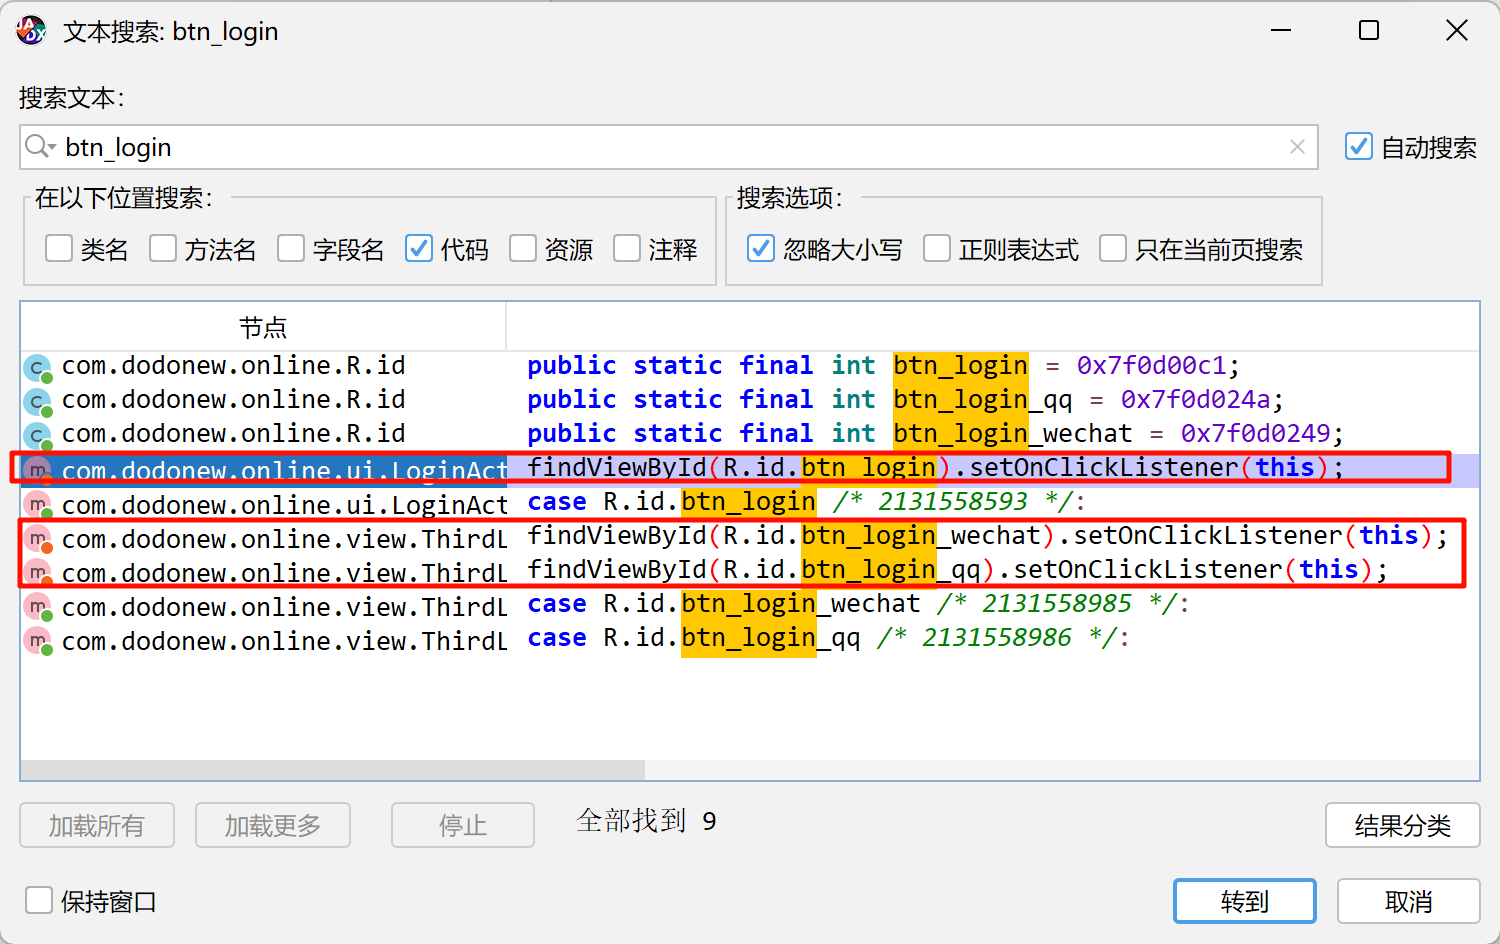 文本搜索: btn_login
搜索文本:
btn_login
自动搜索
在以下位置搜索:
搜索选项:
类名 方法名 字段名 代码 资源 注释
忽略大小写 正则表达式 只在当前页搜索
节点
com.dodonew.online.R.id public static final int btn_login = 0x7f0d00c1;
com.dodonew.online.R.id public static final int btn_login_qq = 0x7f0d024a;
com.dodonew.online.R.id public static final int btn_login_wechat = 0x7f0d0249;
com.dodonew.online.ui.LoginAct findViewById(R.id.btn_login).setOnClickListener(this);
com.dodonew.online.ui.LoginAct case R.id.btn_login /* 2131558593 */:
com.dodonew.online.view.ThirdL findViewById(R.id.btn_login_wechat).setOnClickListener(this);
com.dodonew.online.view.ThirdL findViewById(R.id.btn_login_qq).setOnClickListener(this);
com.dodonew.online.view.ThirdL case R.id.btn_login_wechat /* 2131558985 */:
com.dodonew.online.view.ThirdL case R.id.btn_login_qq /* 2131558986 */:
加载所有 加载更多 停止 全部找到 9 结果分类
保持窗口 转到 取消